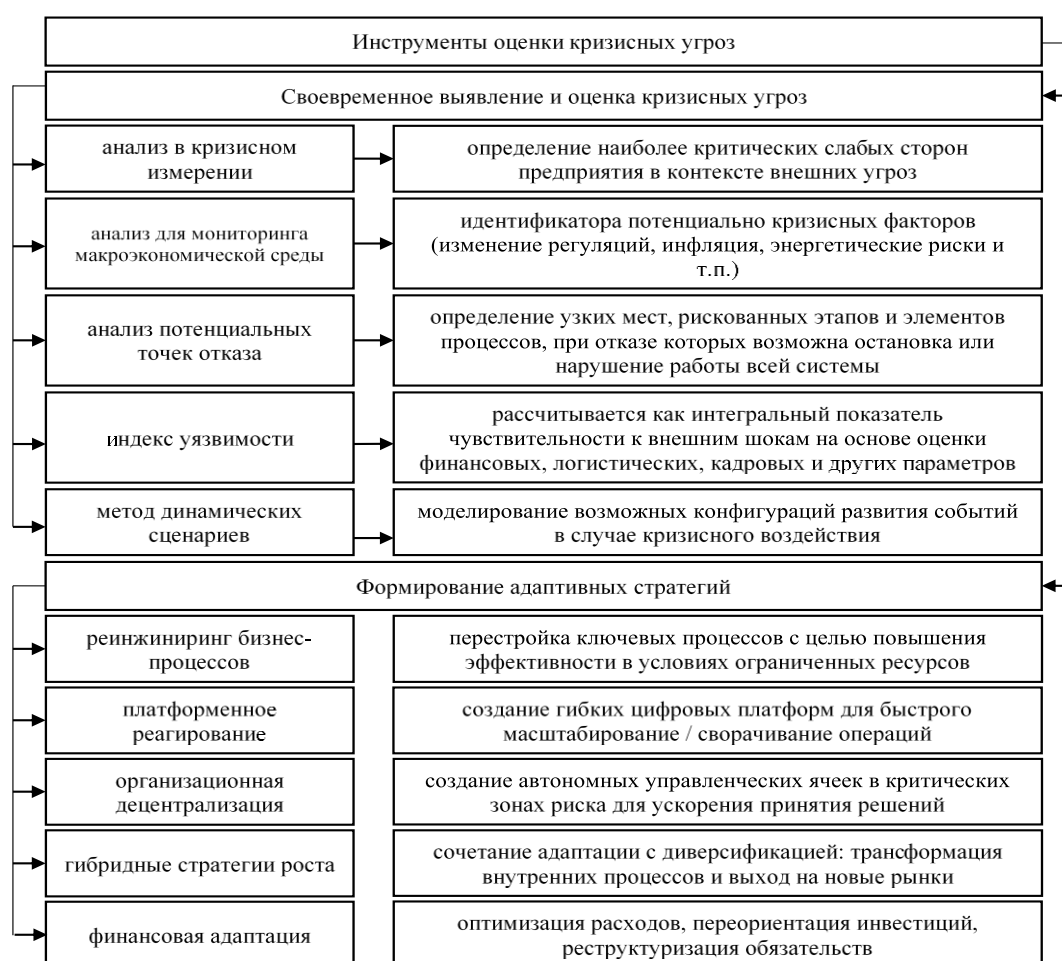 Инструменты оценки кризисных угроз
Своевременное выявление и оценка кризисных угроз
анализ в кризисном
измерении
определение наиболее критических слабых сторон
предприятия в контексте внешних угроз
анализ для мониторинга
макроэкономической среды
идентификатора потенциально кризисных факторов
(изменение регуляций, инфляция, энергетические риски и
т.п.)
анализ потенциальных
точек отказа
определение узких мест, рискованных этапов и элементов
процессов, при отказе которых возможна остановка или
нарушение работы всей системы
индекс уязвимости
рассчитывается как интегральный показатель
чувствительности к внешним шокам на основе оценки
финансовых, логистических, кадровых и других параметров
метод динамических
сценариев
моделирование возможных конфигураций развития событий
в случае кризисного воздействия
Формирование адаптивных стратегий
реинжиниринг бизнес-
процессов
перестройка ключевых процессов с целью повышения
эффективности в условиях ограниченных ресурсов
платформенное
реагирование
создание гибких цифровых платформ для быстрого
масштабирование / сворачивание операций
организационная
децентрализация
создание автономных управленческих ячеек в критических
зонах риска для ускорения принятия решений
гибридные стратегии роста
сочетание адаптации с диверсификацией: трансформация
внутренних процессов и выход на новые рынки
финансовая адаптация
оптимизация расходов, переориентация инвестиций,
реструктуризация обязательств